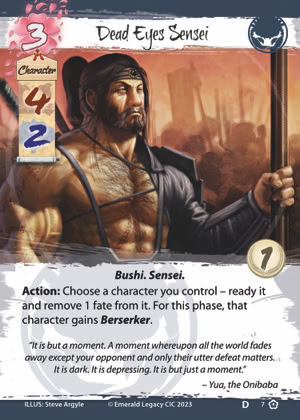 3
Dead Eyes Sensei
Character
4
2
1
Bushi. Sensei.
Action: Choose a character you control – ready it
and remove 1 fate from it. For this phase, that
character gains Berserker.
"It is but a moment. A moment whereupon all the world fades
away except your opponent and only their utter defeat matters.
It is dark. It is depressing. It is but just a moment."
– Yua, the Onibaba
ILLUS: Steve Argyle © Emerald Legacy CIC 2023 D 7